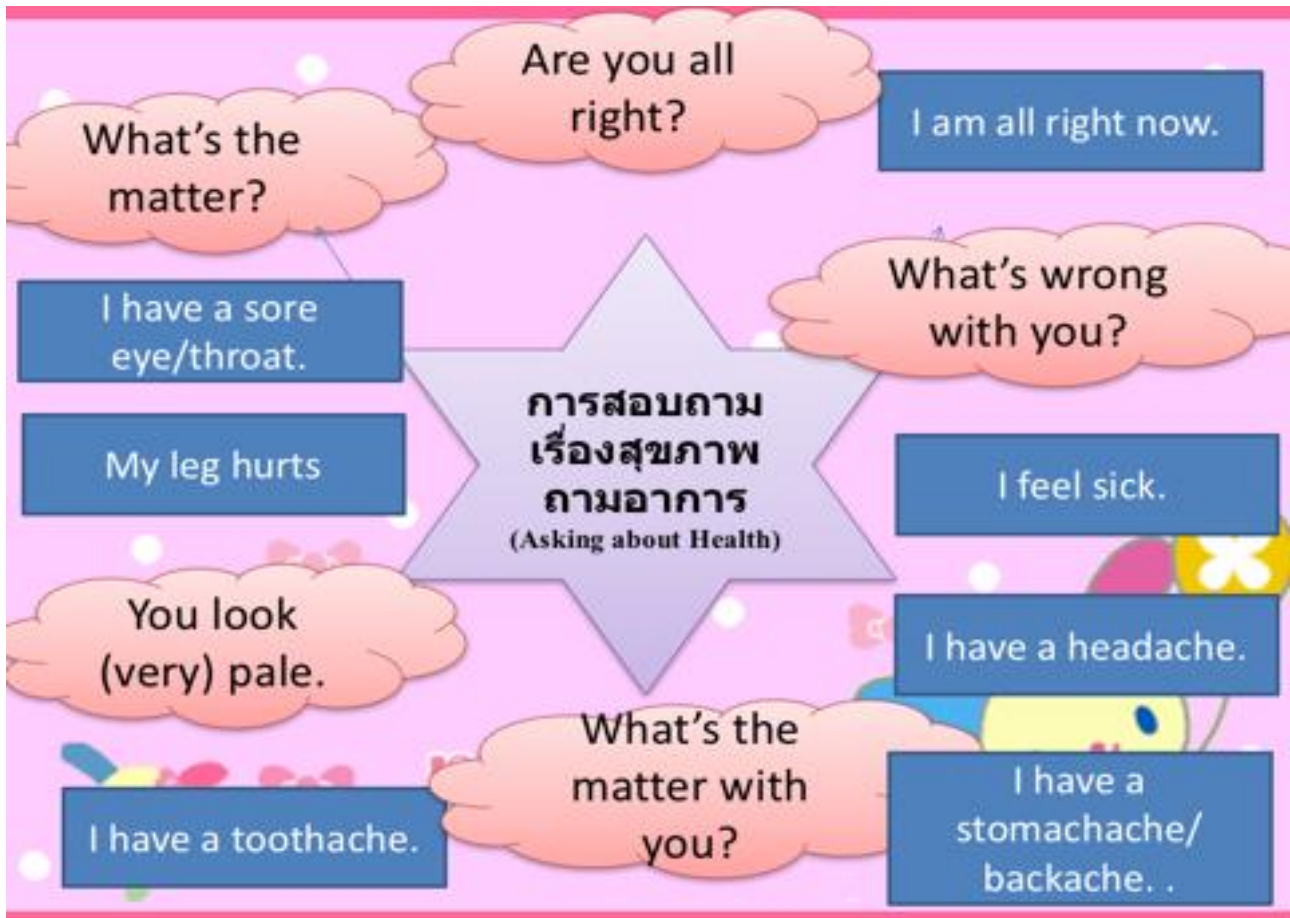 Are you all
right?
I am all right now.
What's the
matter?
What's wrong
with you?
I have a sore
eye/throat.
การสอบถาม
เรื่องสุขภาพ
ถามอาการ
(Asking about Health)
My leg hurts
I feel sick.
You look
(very) pale.
I have a headache.
What's the
matter with
you?
I have a toothache.
I have a
stomachache/
backache. .